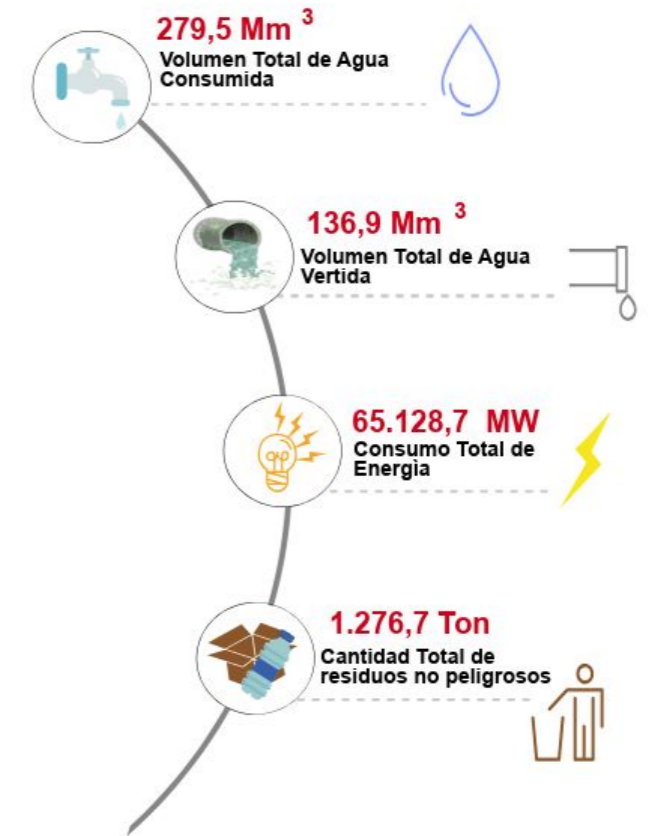 279,5 Mm 3
Volumen Total de Agua
Consumida
136,9 Mm 3
Volumen Total de Agua
Vertida
65.128,7 MW
Consumo Total de
Energìa
1.276,7 Ton
Cantidad Total de
residuos no peligrosos